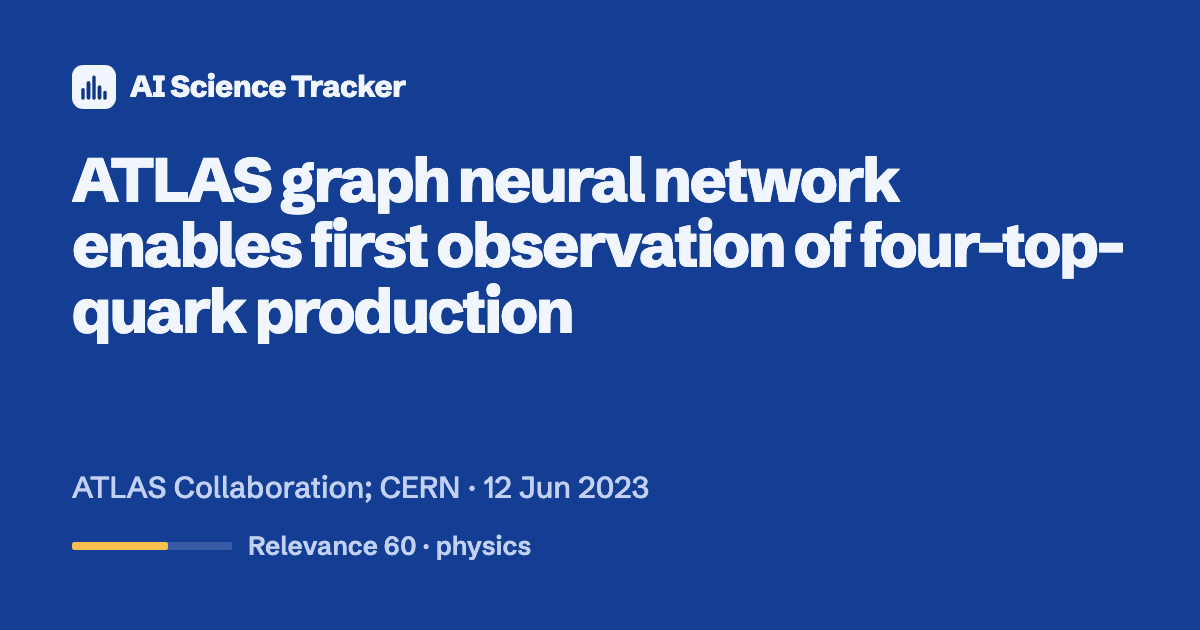 AI Science Tracker
ATLAS graph neural network
enables first observation of four-top-
quark production
ATLAS Collaboration; CERN · 12 Jun 2023
Relevance 60 · physics